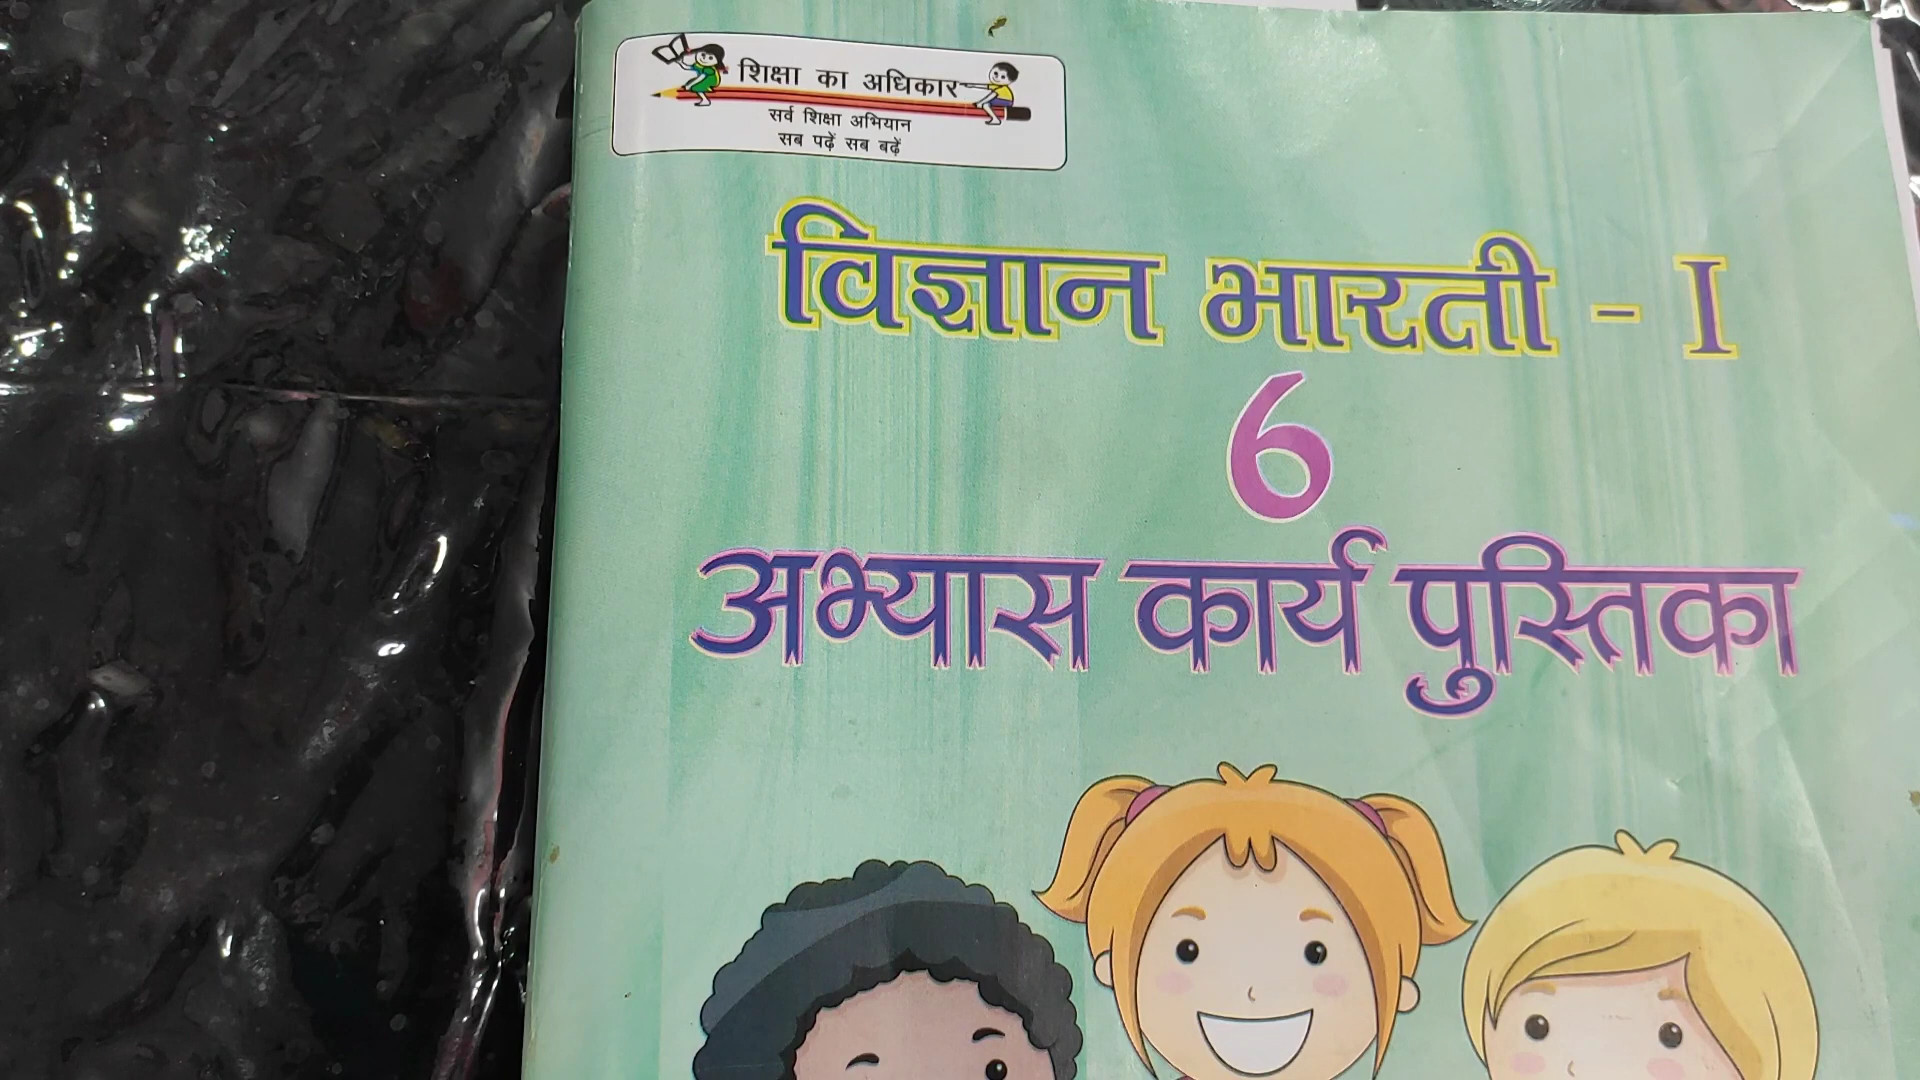 शिक्षा का अधिकार
सर्व शिक्षा अभियान
सब पढ़ें सब बढ़ें
विज्ञान भारती - I
6
अभ्यास कार्य पुस्तिका